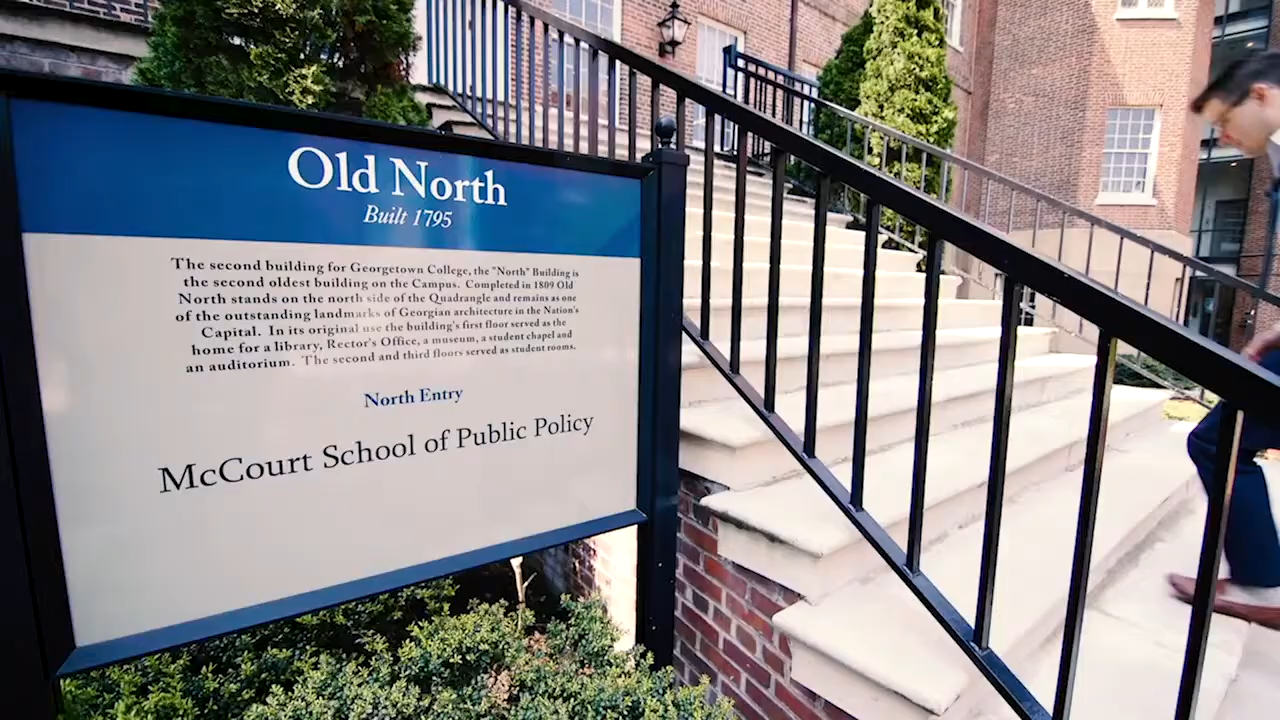 Old North
Built 1795
The second building for Georgetown College, the "North" Building is
the second oldest building on the Campus. Completed in 1809 Old
North stands on the north side of the Quadrangle and remains as one
of the outstanding landmarks of Georgian architecture in the Nation's
Capital. In its original use the building's first floor served as the
home for a library, Rector's Office, a museum, a student chapel and
an auditorium. The second and third floors served as student rooms.
North Entry
McCourt School of Public Policy